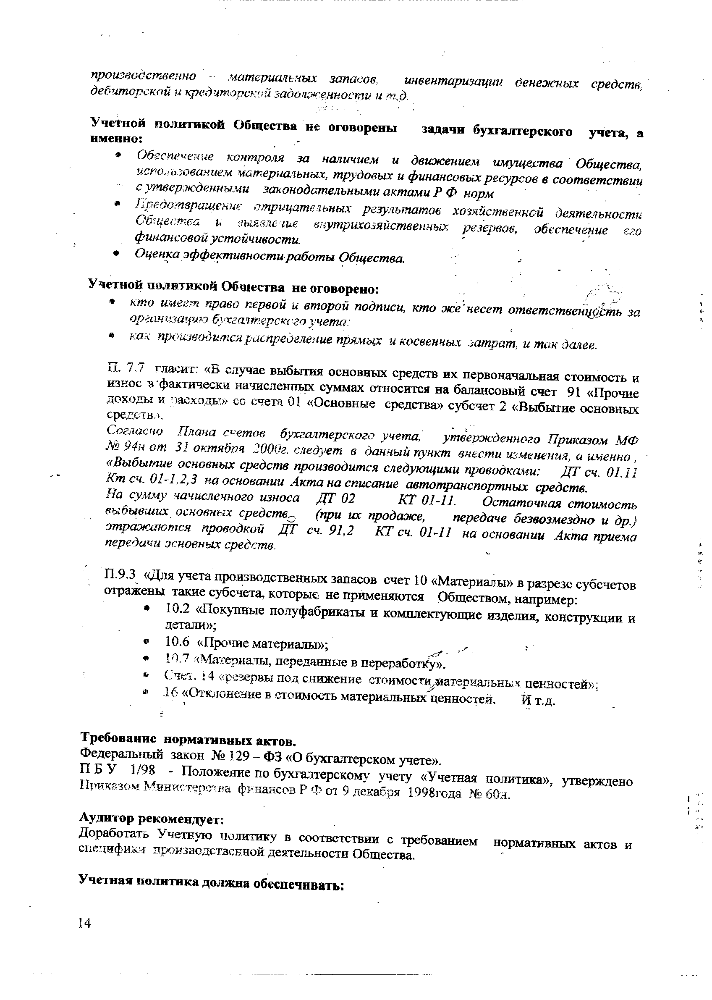 производственно – материальных запасов, инвентаризации денежных средств,
дебиторской и кредиторской задолженности и т.д.
Учетной политикой Общества не оговорены задачи бухгалтерского учета, а
именно:
• Обеспечение контроля за наличием и движением имущества Общества,
использованием материальных, трудовых и финансовых ресурсов в соответствии
с утвержденными законодательными актами Р Ф норм
• Предотвращение отрицательных результатов хозяйственной деятельности
Общества и выявление внутрихозяйственных резервов, обеспечение его
финансовой устойчивости.
• Оценка эффективности работы Общества.
Учетной политикой Общества не оговорено:
• кто имеет право первой и второй подписи, кто же несет ответственность за
организацию бухгалтерского учета;
• как производится распределение прямых и косвенных затрат, и так далее.
П. 7.7 гласит: «В случае выбытия основных средств их первоначальная стоимость и
износ в фактически начисленных суммах относится на балансовый счет 91 «Прочие
доходы и расходы» со счета 01 «Основные средства» субсчет 2 «Выбытие основных
средств».
Согласно Плана счетов бухгалтерского учета, утвержденного Приказом МФ
№ 94н от 31 октября 2000г. следует в данный пункт внести изменения, а именно ,
«Выбытие основных средств производится следующими проводками: ДТ сч. 01.11
Кт сч. 01-1,2,3 на основании Акта на списание автотранспортных средств.
На сумму начисленного износа ДТ 02 КТ 01-11. Остаточная стоимость
выбывших основных средств (при их продаже, передаче безвозмездно и др.)
отражаются проводкой ДТ сч. 91,2 КТ сч. 01-11 на основании Акта приема
передачи основных средств.
П.9.3 «Для учета производственных запасов счет 10 «Материалы» в разрезе субсчетов
отражены такие субсчета, которые не применяются Обществом, например:
• 10.2 «Покупные полуфабрикаты и комплектующие изделия, конструкции и
детали»;
• 10.6 «Прочие материалы»;
• 10.7 «Материалы, переданные в переработку».
• Счет. 14 «резервы под снижение стоимости материальных ценностей»;
• 16 «Отклонение в стоимость материальных ценностей. И т.д.
Требование нормативных актов.
Федеральный закон № 129 – ФЗ «О бухгалтерском учете».
П Б У 1/98 - Положение по бухгалтерскому учету «Учетная политика», утверждено
Приказом Министерства финансов Р Ф от 9 декабря 1998года № 60н.
Аудитор рекомендует:
Доработать Учетную политику в соответствии с требованием нормативных актов и
специфики производственной деятельности Общества.
Учетная политика должна обеспечивать:
14